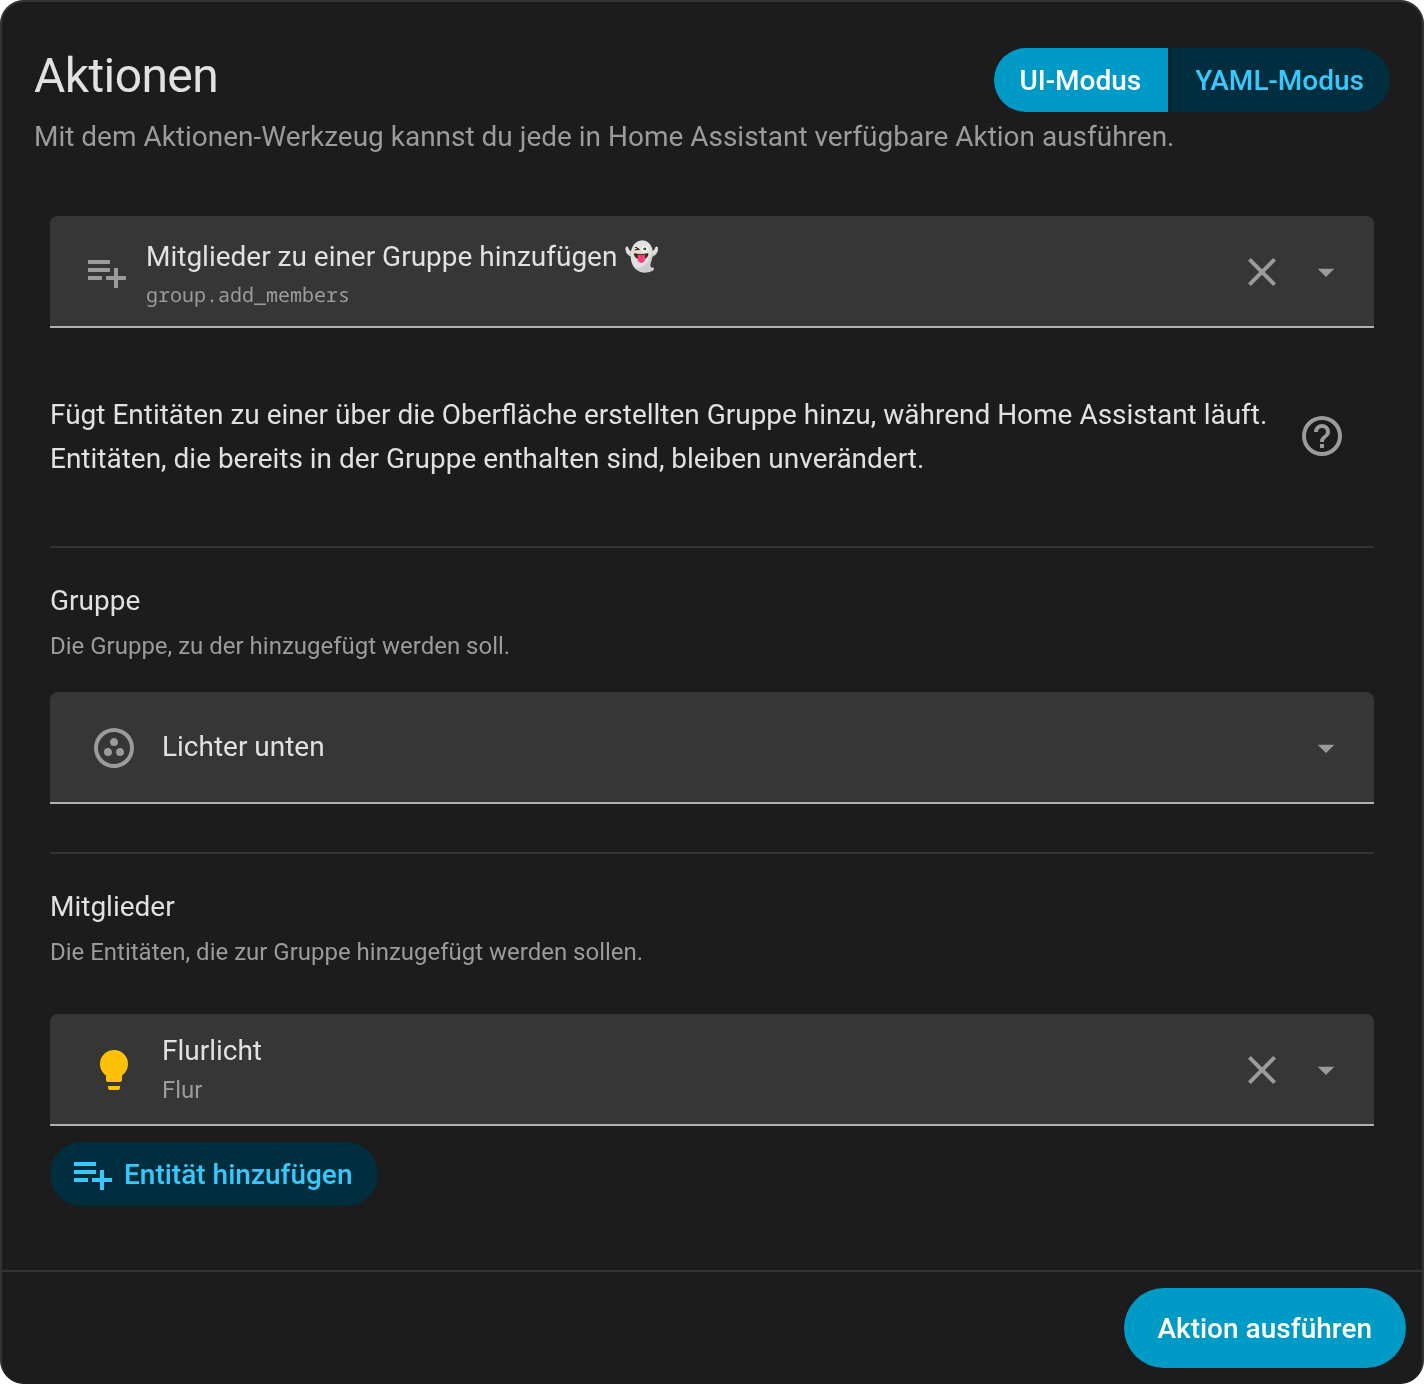 Aktionen
UI-Modus
YAML-Modus
Mit dem Aktionen-Werkzeug kannst du jede in Home Assistant verfügbare Aktion ausführen.
Mitglieder zu einer Gruppe hinzufügen 👻
group.add_members
Fügt Entitäten zu einer über die Oberfläche erstellten Gruppe hinzu, während Home Assistant läuft.
Entitäten, die bereits in der Gruppe enthalten sind, bleiben unverändert.
Gruppe
Die Gruppe, zu der hinzugefügt werden soll.
Lichter unten
Mitglieder
Die Entitäten, die zur Gruppe hinzugefügt werden sollen.
Flurlicht
Flur
Entität hinzufügen
Aktion ausführen